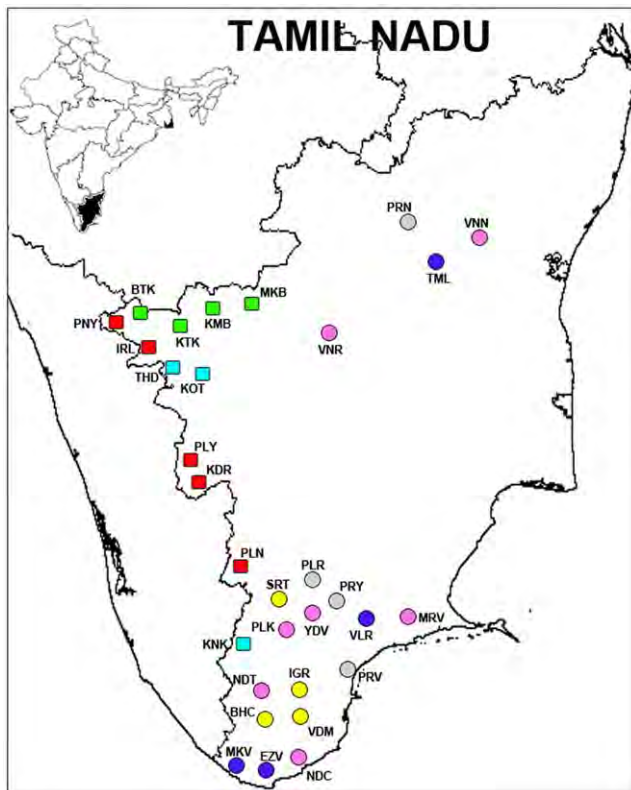 TAMIL NADU
PRN
VNN
TML
BTK
MKB
PNY
KMB
KTK
IRL
VNR
THD
KOT
PLY
KDR
PLN
PLR
SRT
PRY
PLK
YDV
VLR
MRV
KNK
PRV
NDT
IGR
BHC
VDM
MKV
EZV
NDC